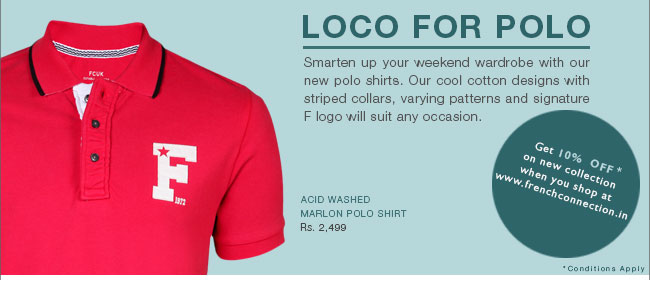 LOCO FOR POLO
Smarten up your weekend wardrobe with our
new polo shirts. Our cool cotton designs with
striped collars, varying patterns and signature
F logo will suit any occasion.
FCUK
F
1972
ACID WASHED
MARLON POLO SHIRT
Rs. 2,499
Get 10% OFF*
on new collection
when you shop at
www.frenchconnection.in
*Conditions Apply